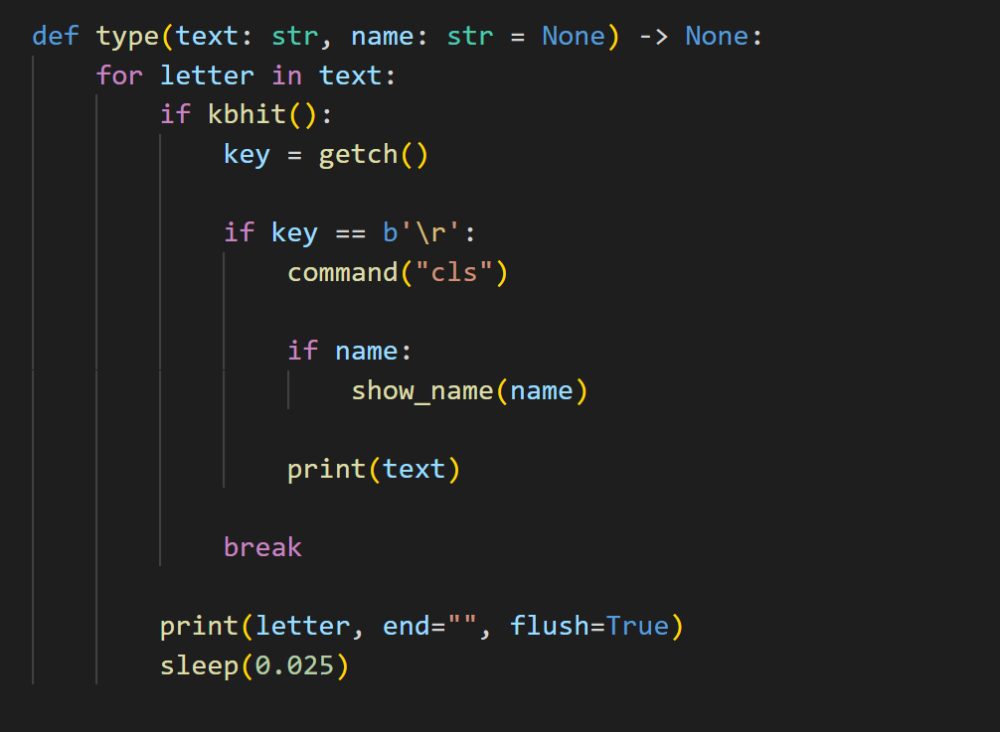 def type(text: str, name: str = None) -> None:
    for letter in text:
        if kbhit():
            key = getch()

            if key == b'\r':
                command("cls")

                if name:
                    show_name(name)

                print(text)

            break

        print(letter, end="", flush=True)
        sleep(0.025)